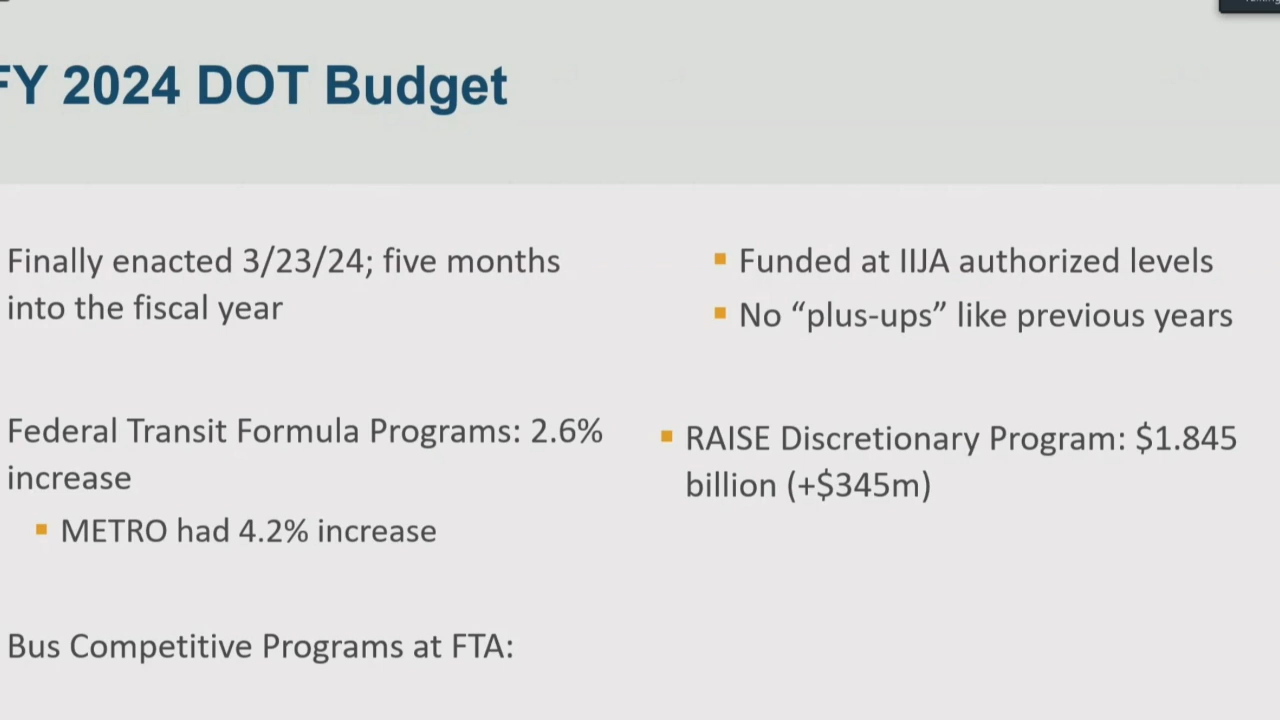 FY 2024 DOT Budget
Finally enacted 3/23/24; five months
into the fiscal year
Federal Transit Formula Programs: 2.6%
increase
METRO had 4.2% increase
Bus Competitive Programs at FTA:
Funded at IIJA authorized levels
No “plus-ups” like previous years
RAISE Discretionary Program: $1.845
billion (+$345m)